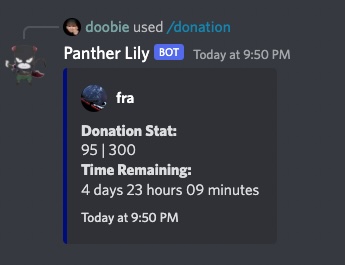 doobie used /donation
Panther Lily BOT Today at 9:50 PM
fra
Donation Stat:
95 | 300
Time Remaining:
4 days 23 hours 09 minutes
Today at 9:50 PM